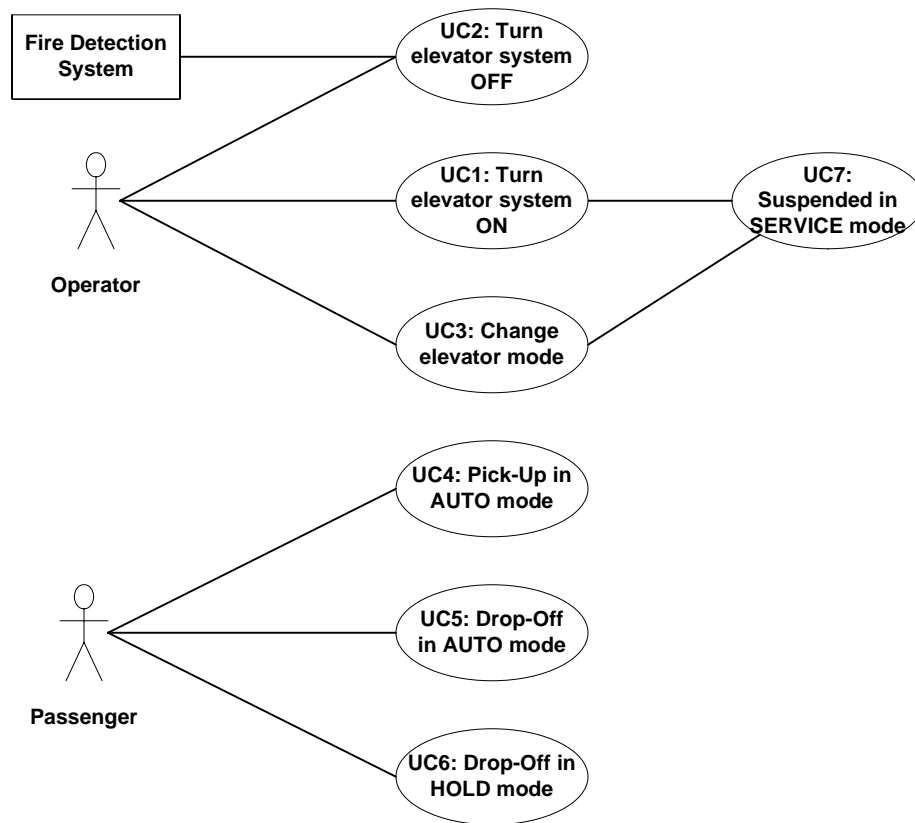 Fire Detection
System
UC2: Turn
elevator system
OFF
UC1: Turn
elevator system
ON
UC7:
Suspended in
SERVICE mode
Operator
UC3: Change
elevator mode
UC4: Pick-Up in
AUTO mode
UC5: Drop-Off
in AUTO mode
Passenger
UC6: Drop-Off in
HOLD mode